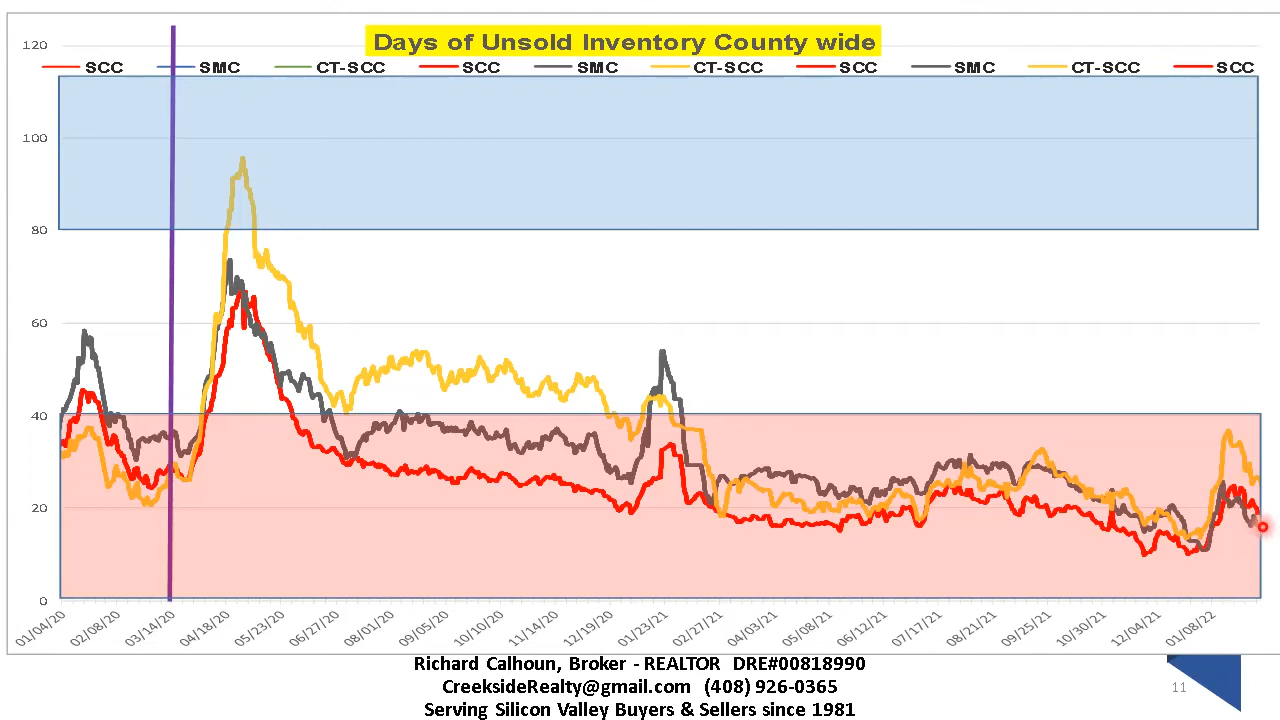 Days of Unsold Inventory County wide
SCC SMC CT-SCC SCC SMC CT-SCC SCC SMC CT-SCC SCC
120
100
80
60
40
20
0
01/04/20 02/08/20 03/14/20 04/18/20 05/23/20 06/27/20 08/01/20 09/05/20 10/10/20 11/14/20 12/19/20 01/23/21 02/27/21 04/03/21 05/08/21 06/12/21 07/17/21 08/21/21 09/25/21 10/30/21 12/04/21 01/08/22
Richard Calhoun, Broker - REALTOR DRE#00818990
CreeksideRealty@gmail.com (408) 926-0365
Serving Silicon Valley Buyers & Sellers since 1981
11